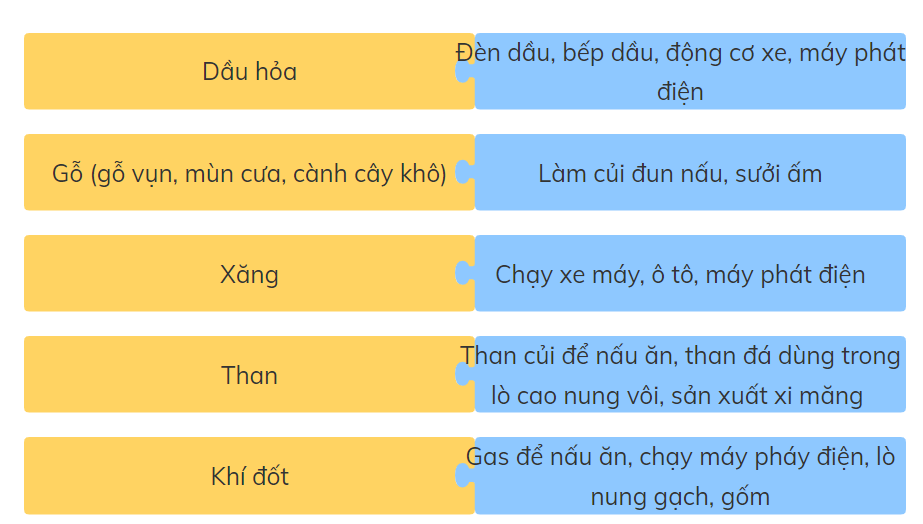 Dầu hỏa
Đèn dầu, bếp dầu, động cơ xe, máy phát
điện
Gỗ (gỗ vụn, mùn cưa, cành cây khô)
Làm củi đun nấu, sưởi ấm
Xăng
Chạy xe máy, ô tô, máy phát điện
Than
Than củi để nấu ăn, than đá dùng trong
lò cao nung vôi, sản xuất xi măng
Khí đốt
Gas để nấu ăn, chạy máy pháy điện, lò
nung gạch, gốm